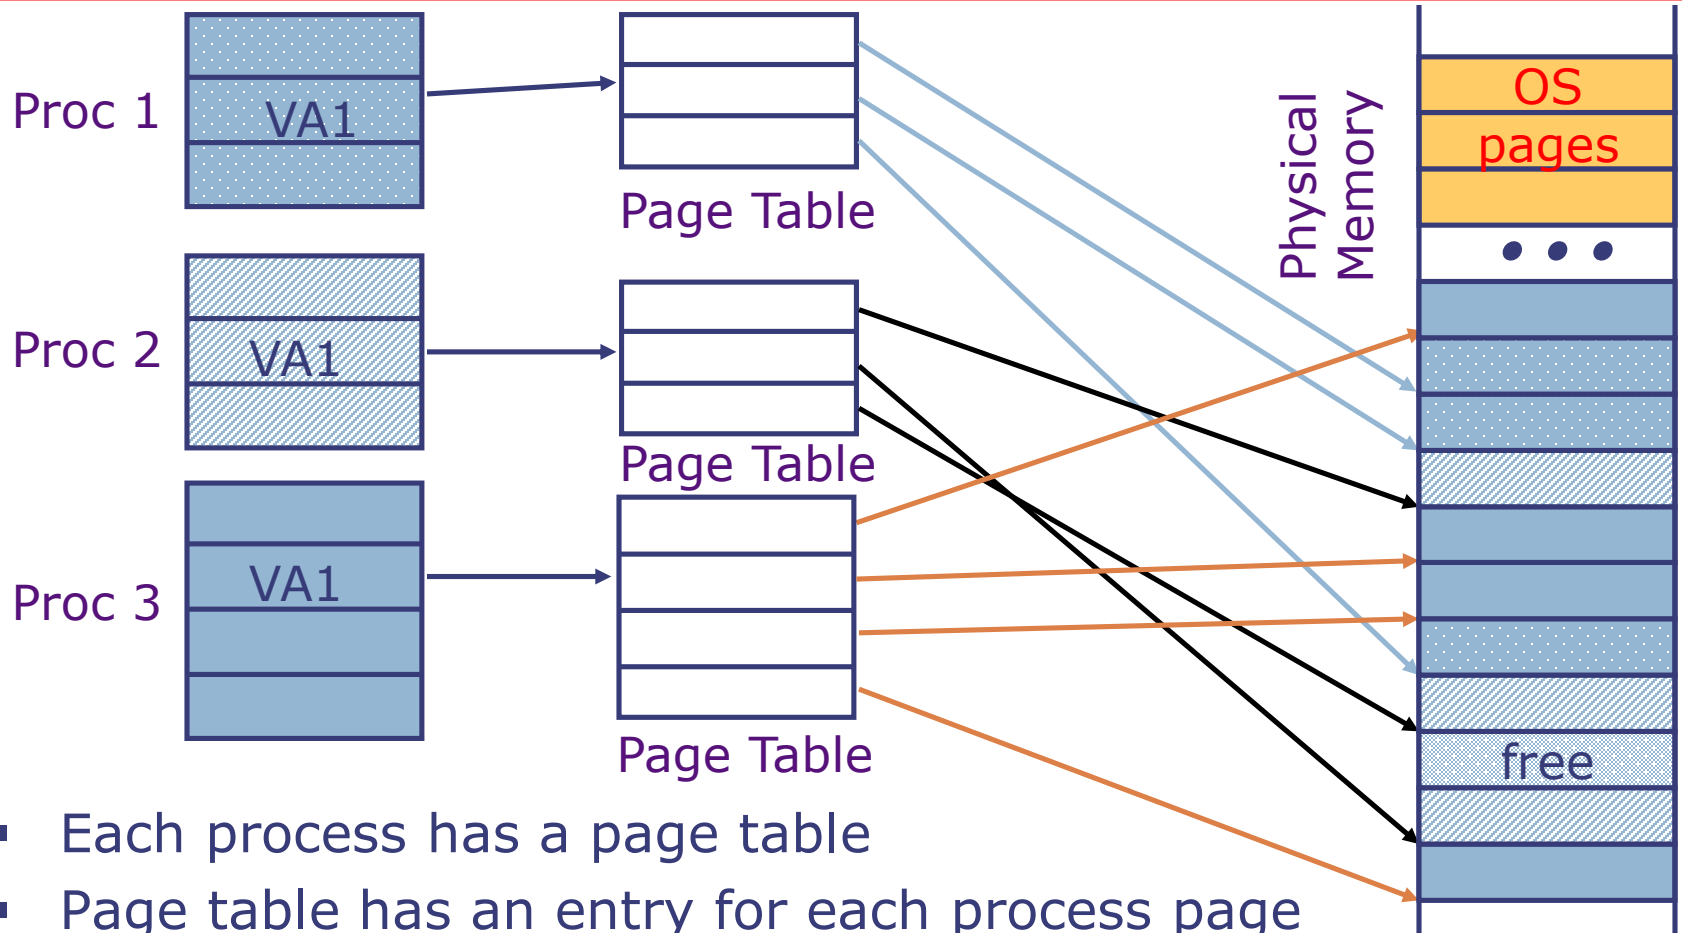 Proc 1
VA1
Page Table
Proc 2
VA1
Page Table
Proc 3
VA1
Page Table
Physical
Memory
OS
pages
•••
free
▪ Each process has a page table
▪ Page table has an entry for each process page